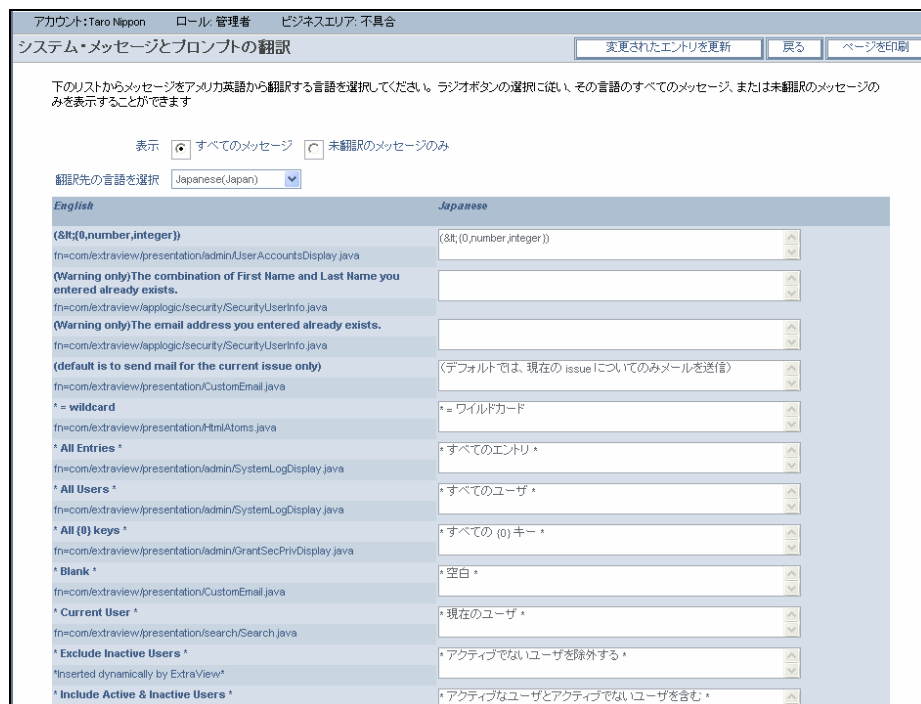 アカウント: Taro Nippon ロール: 管理者 ビジネスエリア: 不具合
システム・メッセージとプロンプトの翻訳 変更されたエントリを更新 戻る ページを印刷
下のリストからメッセージをアメリカ英語から翻訳する言語を選択してください。ラジオボタンの選択に従い、その言語のすべてのメッセージ、または未翻訳のメッセージの
みを表示することができます
表示 すべてのメッセージ 未翻訳のメッセージのみ
翻訳先の言語を選択 Japanese(Japan)
English Japanese
(&lt;{0,number,integer}) (&lt;{0,number,integer})
fn=com/extraview/presentation/admin/UserAccountsDisplay.java
(Warning only)The combination of First Name and Last Name you
entered already exists.
fn=com/extraview/applogic/security/SecurityUserInfo.java
(Warning only)The email address you entered already exists.
fn=com/extraview/applogic/security/SecurityUserInfo.java
(default is to send mail for the current issue only) (デフォルトでは、現在の issue についてのみメールを送信)
fn=com/extraview/presentation/CustomEmail.java
* = wildcard * = ワイルドカード
fn=com/extraview/presentation/HtmlAtoms.java
* All Entries * * すべてのエントリ *
fn=com/extraview/presentation/admin/SystemLogDisplay.java
* All Users * * すべてのユーザ *
fn=com/extraview/presentation/admin/SystemLogDisplay.java
* All {0} keys * * すべての {0} キー *
fn=com/extraview/presentation/admin/GrantSecPrivDisplay.java
* Blank * * 空白 *
fn=com/extraview/presentation/CustomEmail.java
* Current User * * 現在のユーザ *
fn=com/extraview/presentation/search/Search.java
* Exclude Inactive Users * * アクティブでないユーザを除外する *
*Inserted dynamically by ExtraView*
* Include Active & Inactive Users * * アクティブなユーザとアクティブでないユーザを含む *